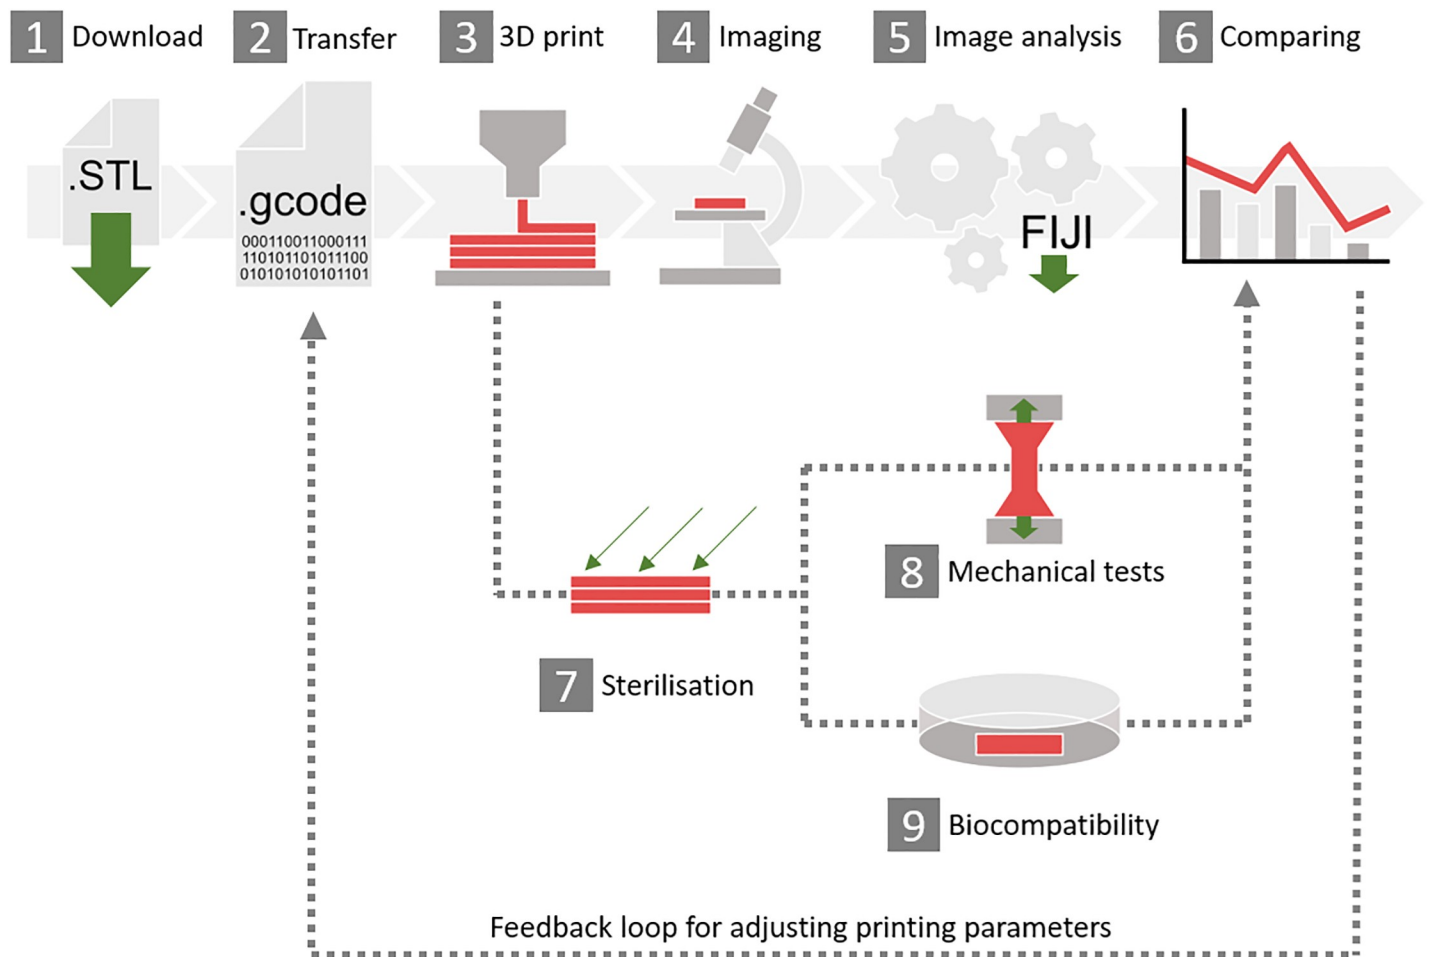 1 Download
2 Transfer
3 3D print
4 Imaging
5 Image analysis
6 Comparing
.STL
.gcode
000110011000111
110101101011100
010101010101101
FIJI
8 Mechanical tests
7 Sterilisation
9 Biocompatibility
Feedback loop for adjusting printing parameters